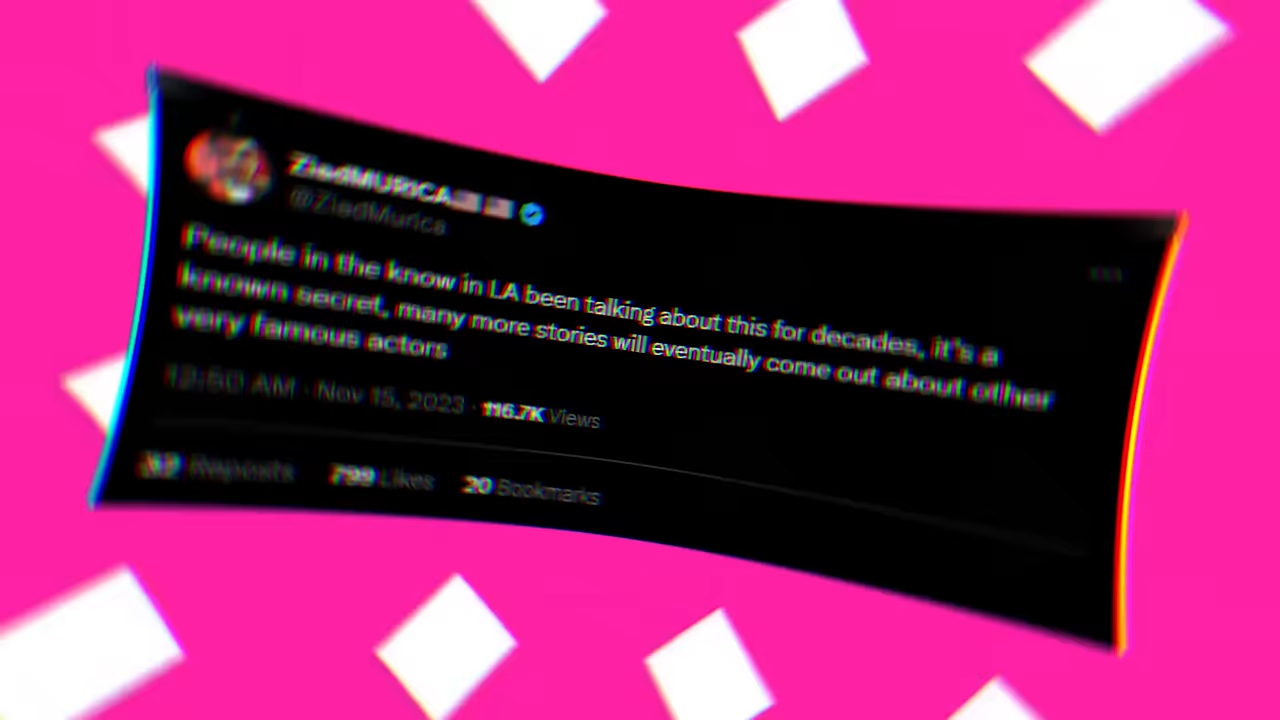 ZiedMURICA
@ZiedMurica
People in the know in LA been talking about this for decades, it's a
known secret, many more stories will eventually come out about other
very famous actors
12:50 AM · Nov 15, 2023 · 116.7K Views
Reposts 799 Likes 20 Bookmarks